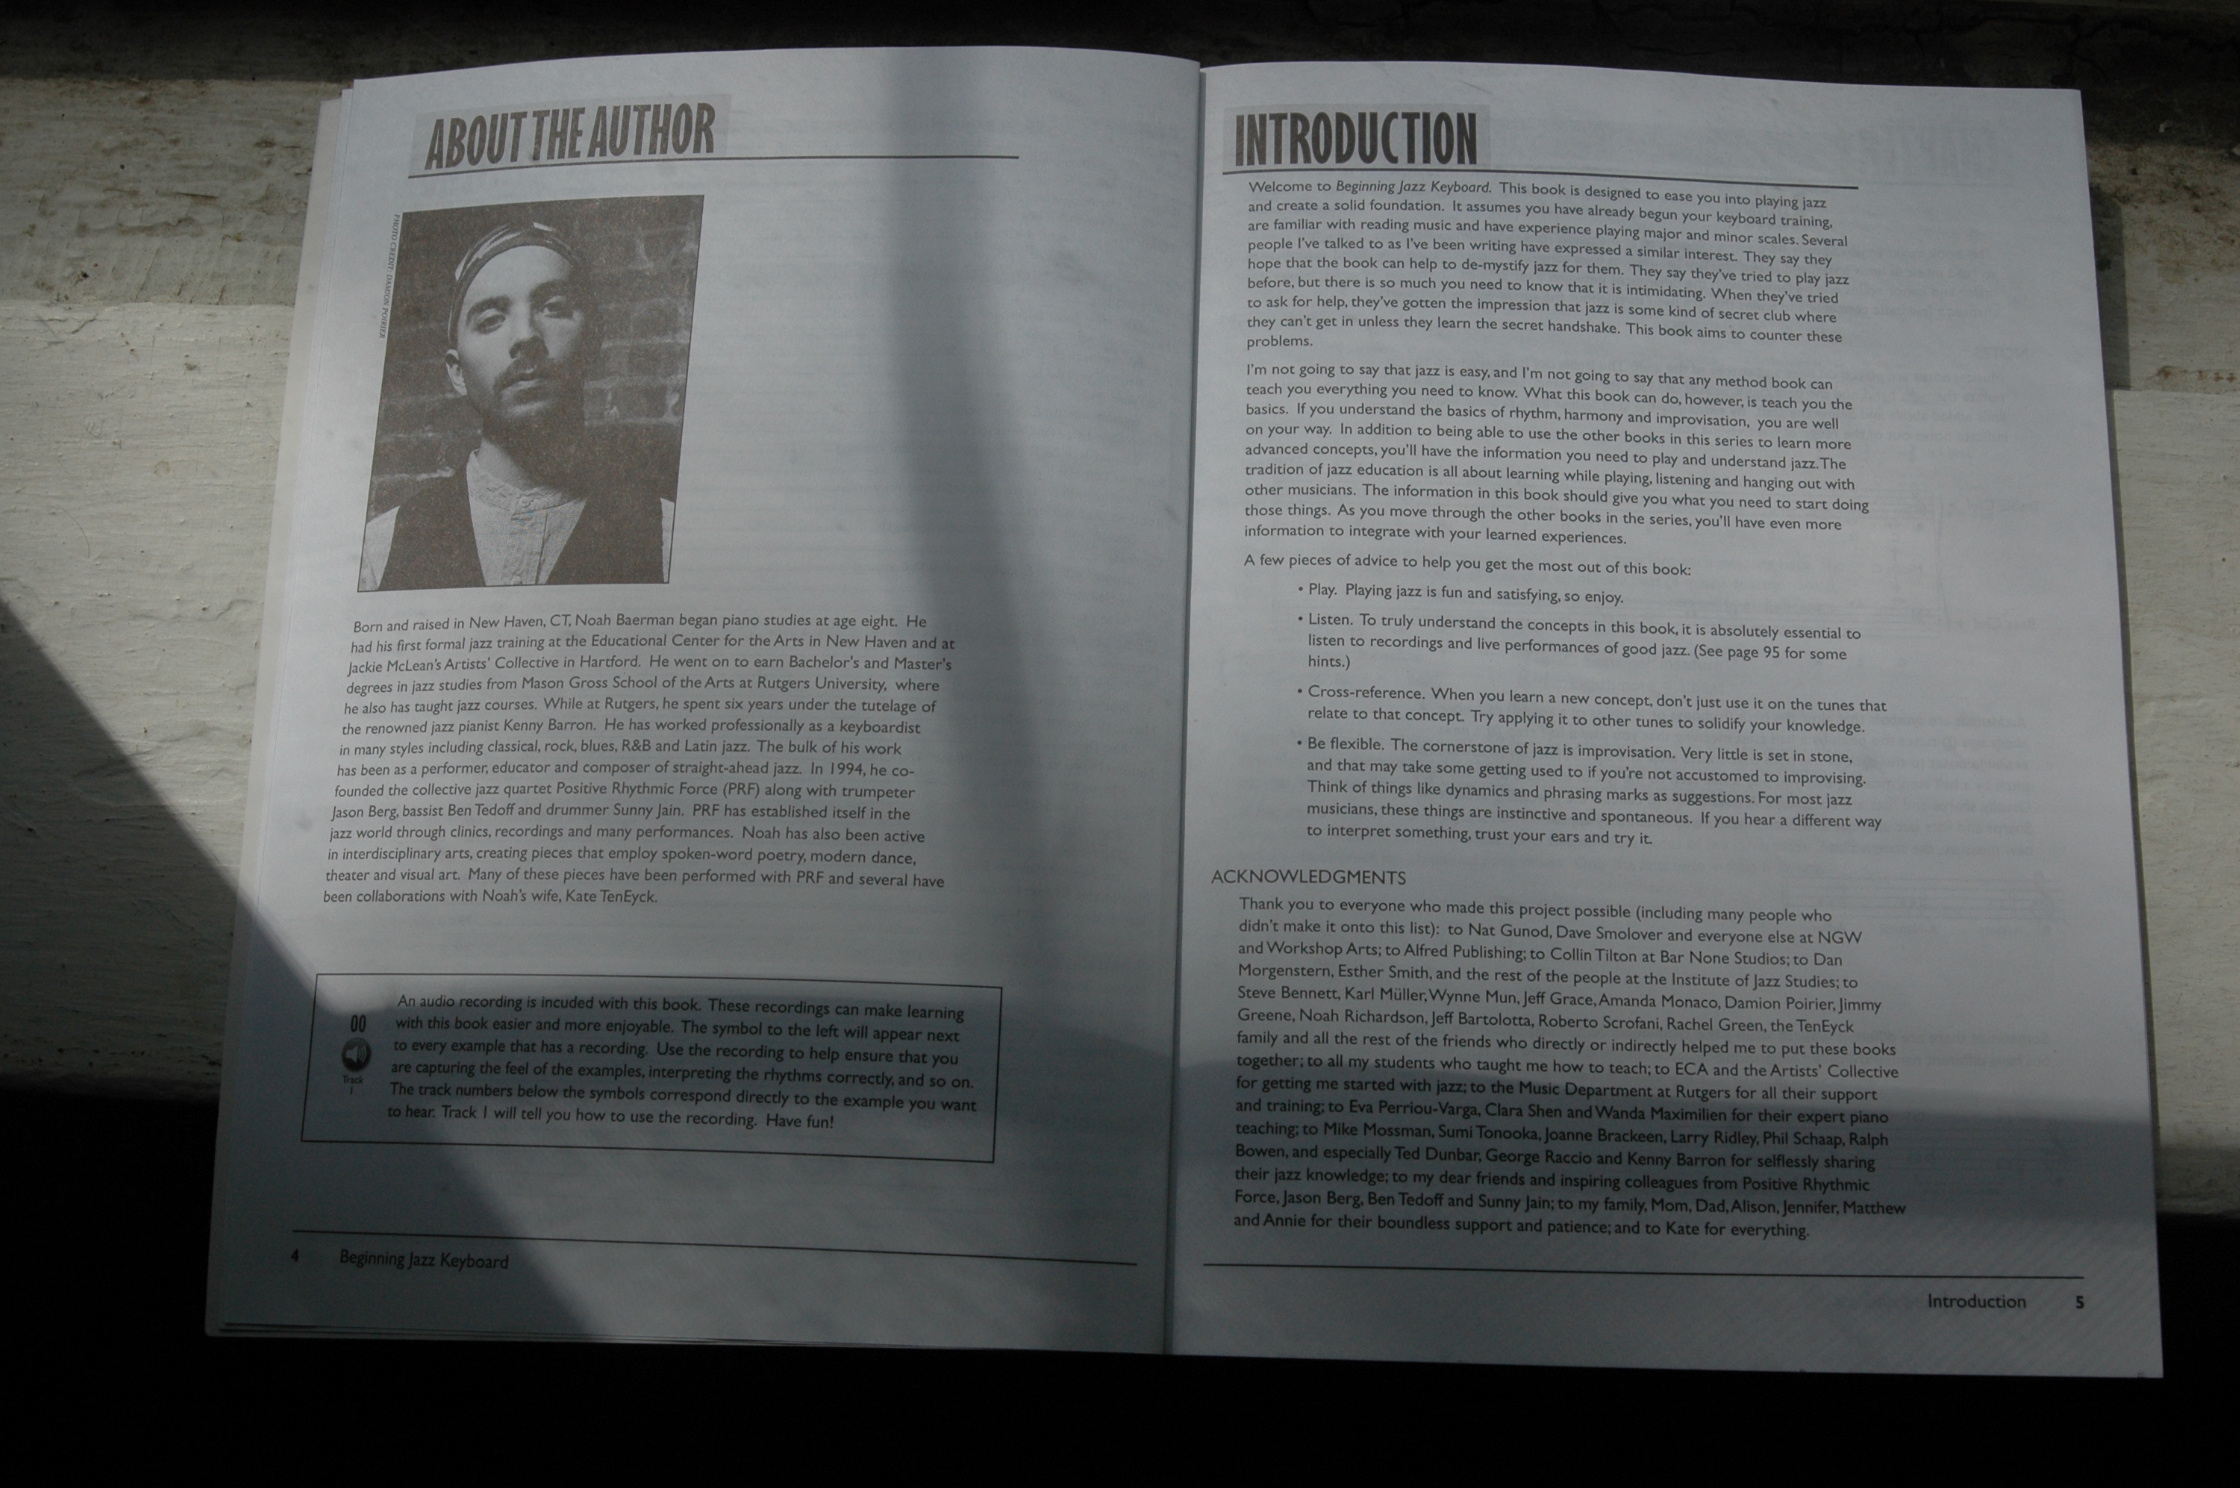 ABOUT THE AUTHOR
PHOTO CREDIT: DAMION POIRIER
Born and raised in New Haven, CT, Noah Baerman began piano studies at age eight. He
had his first formal jazz training at the Educational Center for the Arts in New Haven and at
Jackie McLean's Artists' Collective in Hartford. He went on to earn Bachelor's and Master's
degrees in jazz studies from Mason Gross School of the Arts at Rutgers University, where
he also has taught jazz courses. While at Rutgers, he spent six years under the tutelage of
the renowned jazz pianist Kenny Barron. He has worked professionally as a keyboardist
in many styles including classical, rock, blues, R&B and Latin jazz. The bulk of his work
has been as a performer, educator and composer of straight-ahead jazz. In 1994, he co-
founded the collective jazz quartet Positive Rhythmic Force (PRF) along with trumpeter
Jason Berg, bassist Ben Tedoff and drummer Sunny Jain. PRF has established itself in the
jazz world through clinics, recordings and many performances. Noah has also been active
in interdisciplinary arts, creating pieces that employ spoken-word poetry, modern dance,
theater and visual art. Many of these pieces have been performed with PRF and several have
been collaborations with Noah's wife, Kate TenEyck.
00
Track
1
An audio recording is incuded with this book. These recordings can make learning
with this book easier and more enjoyable. The symbol to the left will appear next
to every example that has a recording. Use the recording to help ensure that you
are capturing the feel of the examples, interpreting the rhythms correctly, and so on.
The track numbers below the symbols correspond directly to the example you want
to hear. Track 1 will tell you how to use the recording. Have fun!
4 Beginning Jazz Keyboard
INTRODUCTION
Welcome to Beginning Jazz Keyboard. This book is designed to ease you into playing jazz
and create a solid foundation. It assumes you have already begun your keyboard training,
are familiar with reading music and have experience playing major and minor scales. Several
people I've talked to as I've been writing have expressed a similar interest. They say they
hope that the book can help to de-mystify jazz for them. They say they've tried to play jazz
before, but there is so much you need to know that it is intimidating. When they've tried
to ask for help, they've gotten the impression that jazz is some kind of secret club where
they can't get in unless they learn the secret handshake. This book aims to counter these
problems.
I'm not going to say that jazz is easy, and I'm not going to say that any method book can
teach you everything you need to know. What this book can do, however, is teach you the
basics. If you understand the basics of rhythm, harmony and improvisation, you are well
on your way. In addition to being able to use the other books in this series to learn more
advanced concepts, you'll have the information you need to play and understand jazz. The
tradition of jazz education is all about learning while playing, listening and hanging out with
other musicians. The information in this book should give you what you need to start doing
those things. As you move through the other books in the series, you'll have even more
information to integrate with your learned experiences.
A few pieces of advice to help you get the most out of this book:
• Play. Playing jazz is fun and satisfying, so enjoy.
• Listen. To truly understand the concepts in this book, it is absolutely essential to
listen to recordings and live performances of good jazz. (See page 95 for some
hints.)
• Cross-reference. When you learn a new concept, don't just use it on the tunes that
relate to that concept. Try applying it to other tunes to solidify your knowledge.
• Be flexible. The cornerstone of jazz is improvisation. Very little is set in stone,
and that may take some getting used to if you're not accustomed to improvising.
Think of things like dynamics and phrasing marks as suggestions. For most jazz
musicians, these things are instinctive and spontaneous. If you hear a different way
to interpret something, trust your ears and try it.
ACKNOWLEDGMENTS
Thank you to everyone who made this project possible (including many people who
didn't make it onto this list): to Nat Gunod, Dave Smolover and everyone else at NGW
and Workshop Arts; to Alfred Publishing; to Collin Tilton at Bar None Studios; to Dan
Morgenstern, Esther Smith, and the rest of the people at the Institute of Jazz Studies; to
Steve Bennett, Karl Müller, Wynne Mun, Jeff Grace, Amanda Monaco, Damion Poirier, Jimmy
Greene, Noah Richardson, Jeff Bartolotta, Roberto Scrofani, Rachel Green, the TenEyck
family and all the rest of the friends who directly or indirectly helped me to put these books
together; to all my students who taught me how to teach; to ECA and the Artists' Collective
for getting me started with jazz; to the Music Department at Rutgers for all their support
and training; to Eva Perriou-Varga, Clara Shen and Wanda Maximilien for their expert piano
teaching; to Mike Mossman, Sumi Tonooka, Joanne Brackeen, Larry Ridley, Phil Schaap, Ralph
Bowen, and especially Ted Dunbar, George Raccio and Kenny Barron for selflessly sharing
their jazz knowledge; to my dear friends and inspiring colleagues from Positive Rhythmic
Force, Jason Berg, Ben Tedoff and Sunny Jain; to my family, Mom, Dad, Alison, Jennifer, Matthew
and Annie for their boundless support and patience; and to Kate for everything.
Introduction 5